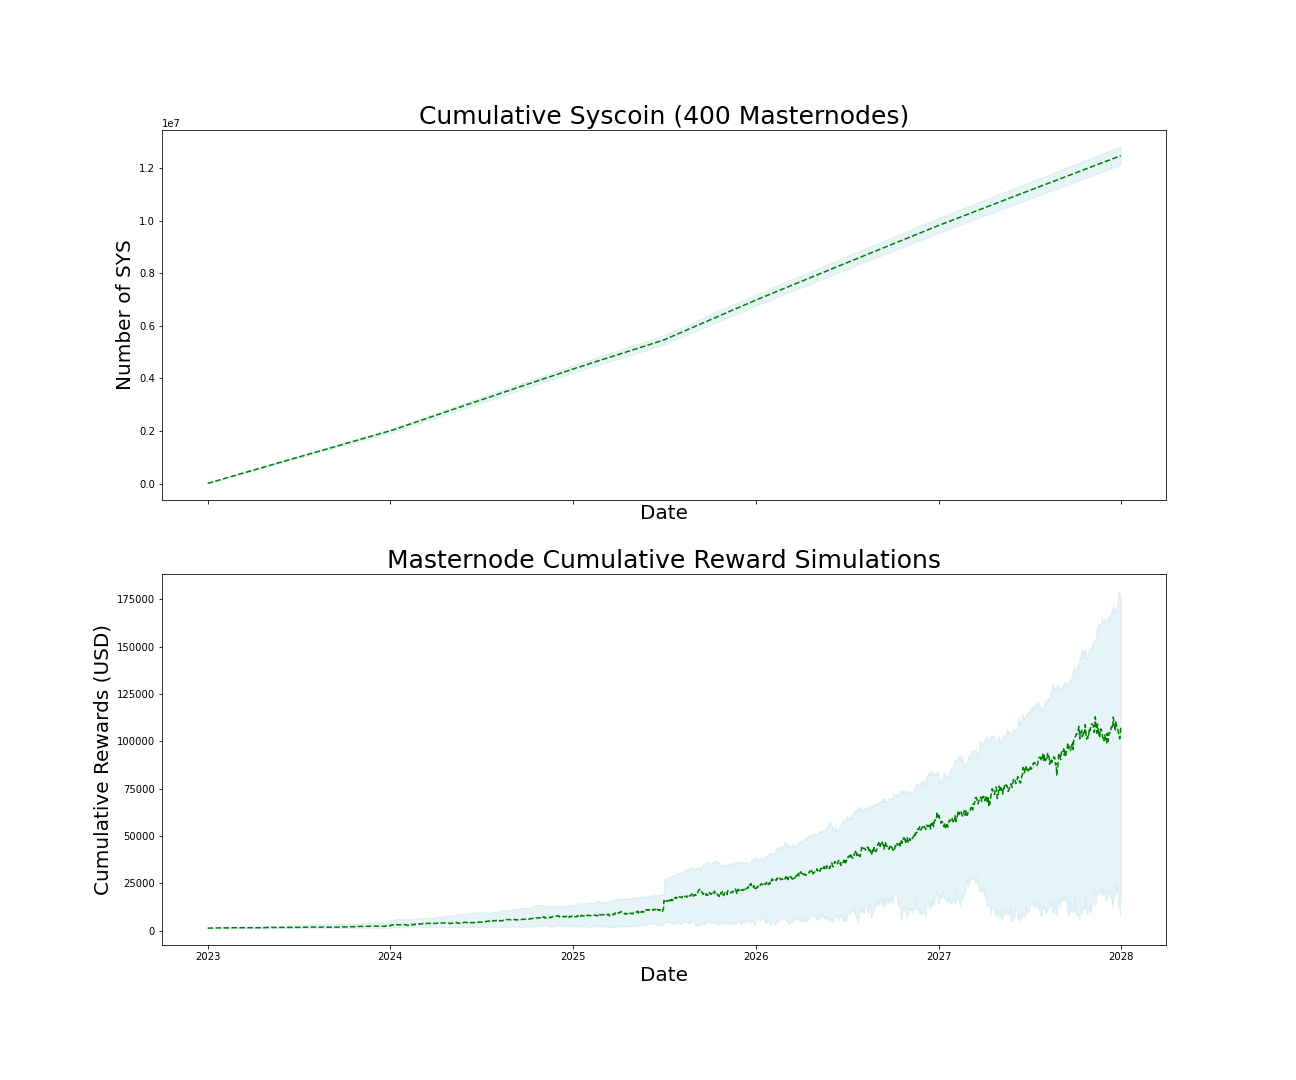 Cumulative Syscoin (400 Masternodes)
1e7
1.2
1.0
0.8
0.6
0.4
0.2
0.0
Number of SYS
Date
Masternode Cumulative Reward Simulations
175000
150000
125000
100000
75000
50000
25000
0
Cumulative Rewards (USD)
2023 2024 2025 2026 2027 2028
Date